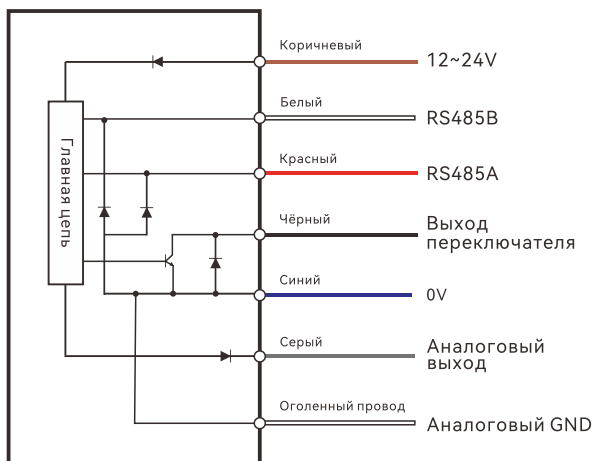 Коричневый
12~24V
Белый
RS485B
Красный
RS485A
Чёрный
Выход
переключателя
Синий
0V
Серый
Аналоговый
выход
Оголенный провод
Аналоговый GND
Главная цепь